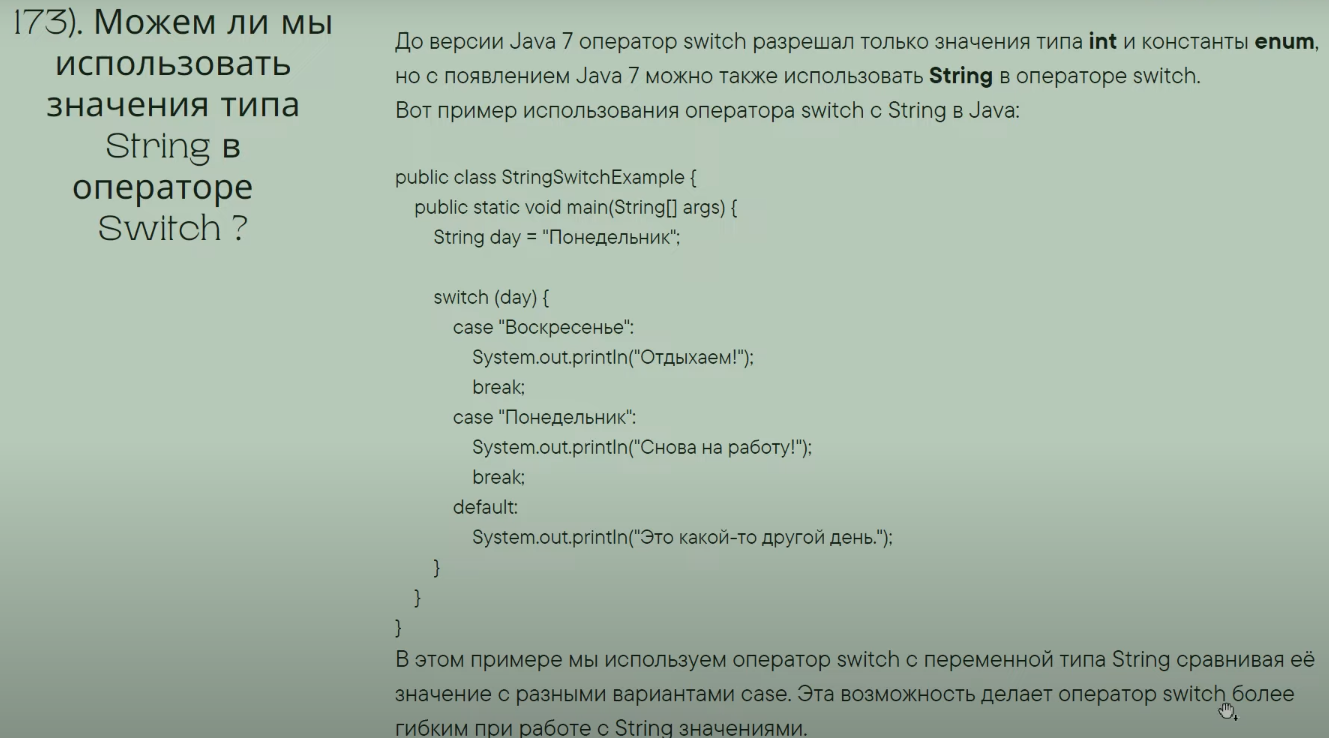 173). Можем ли мы
использовать
значения типа
String в
операторе
Switch ?
До версии Java 7 оператор switch разрешал только значения типа int и константы enum,
но с появлением Java 7 можно также использовать String в операторе switch.
Вот пример использования оператора switch с String в Java:
public class StringSwitchExample {
public static void main(String[] args) {
String day = "Понедельник";
switch (day) {
case "Воскресенье":
System.out.println("Отдыхаем!");
break;
case "Понедельник":
System.out.println("Снова на работу!");
break;
default:
System.out.println("Это какой-то другой день.");
}
}
}
В этом примере мы используем оператор switch с переменной типа String сравнивая её
значение с разными вариантами case. Эта возможность делает оператор switch более
гибким при работе с String значениями.